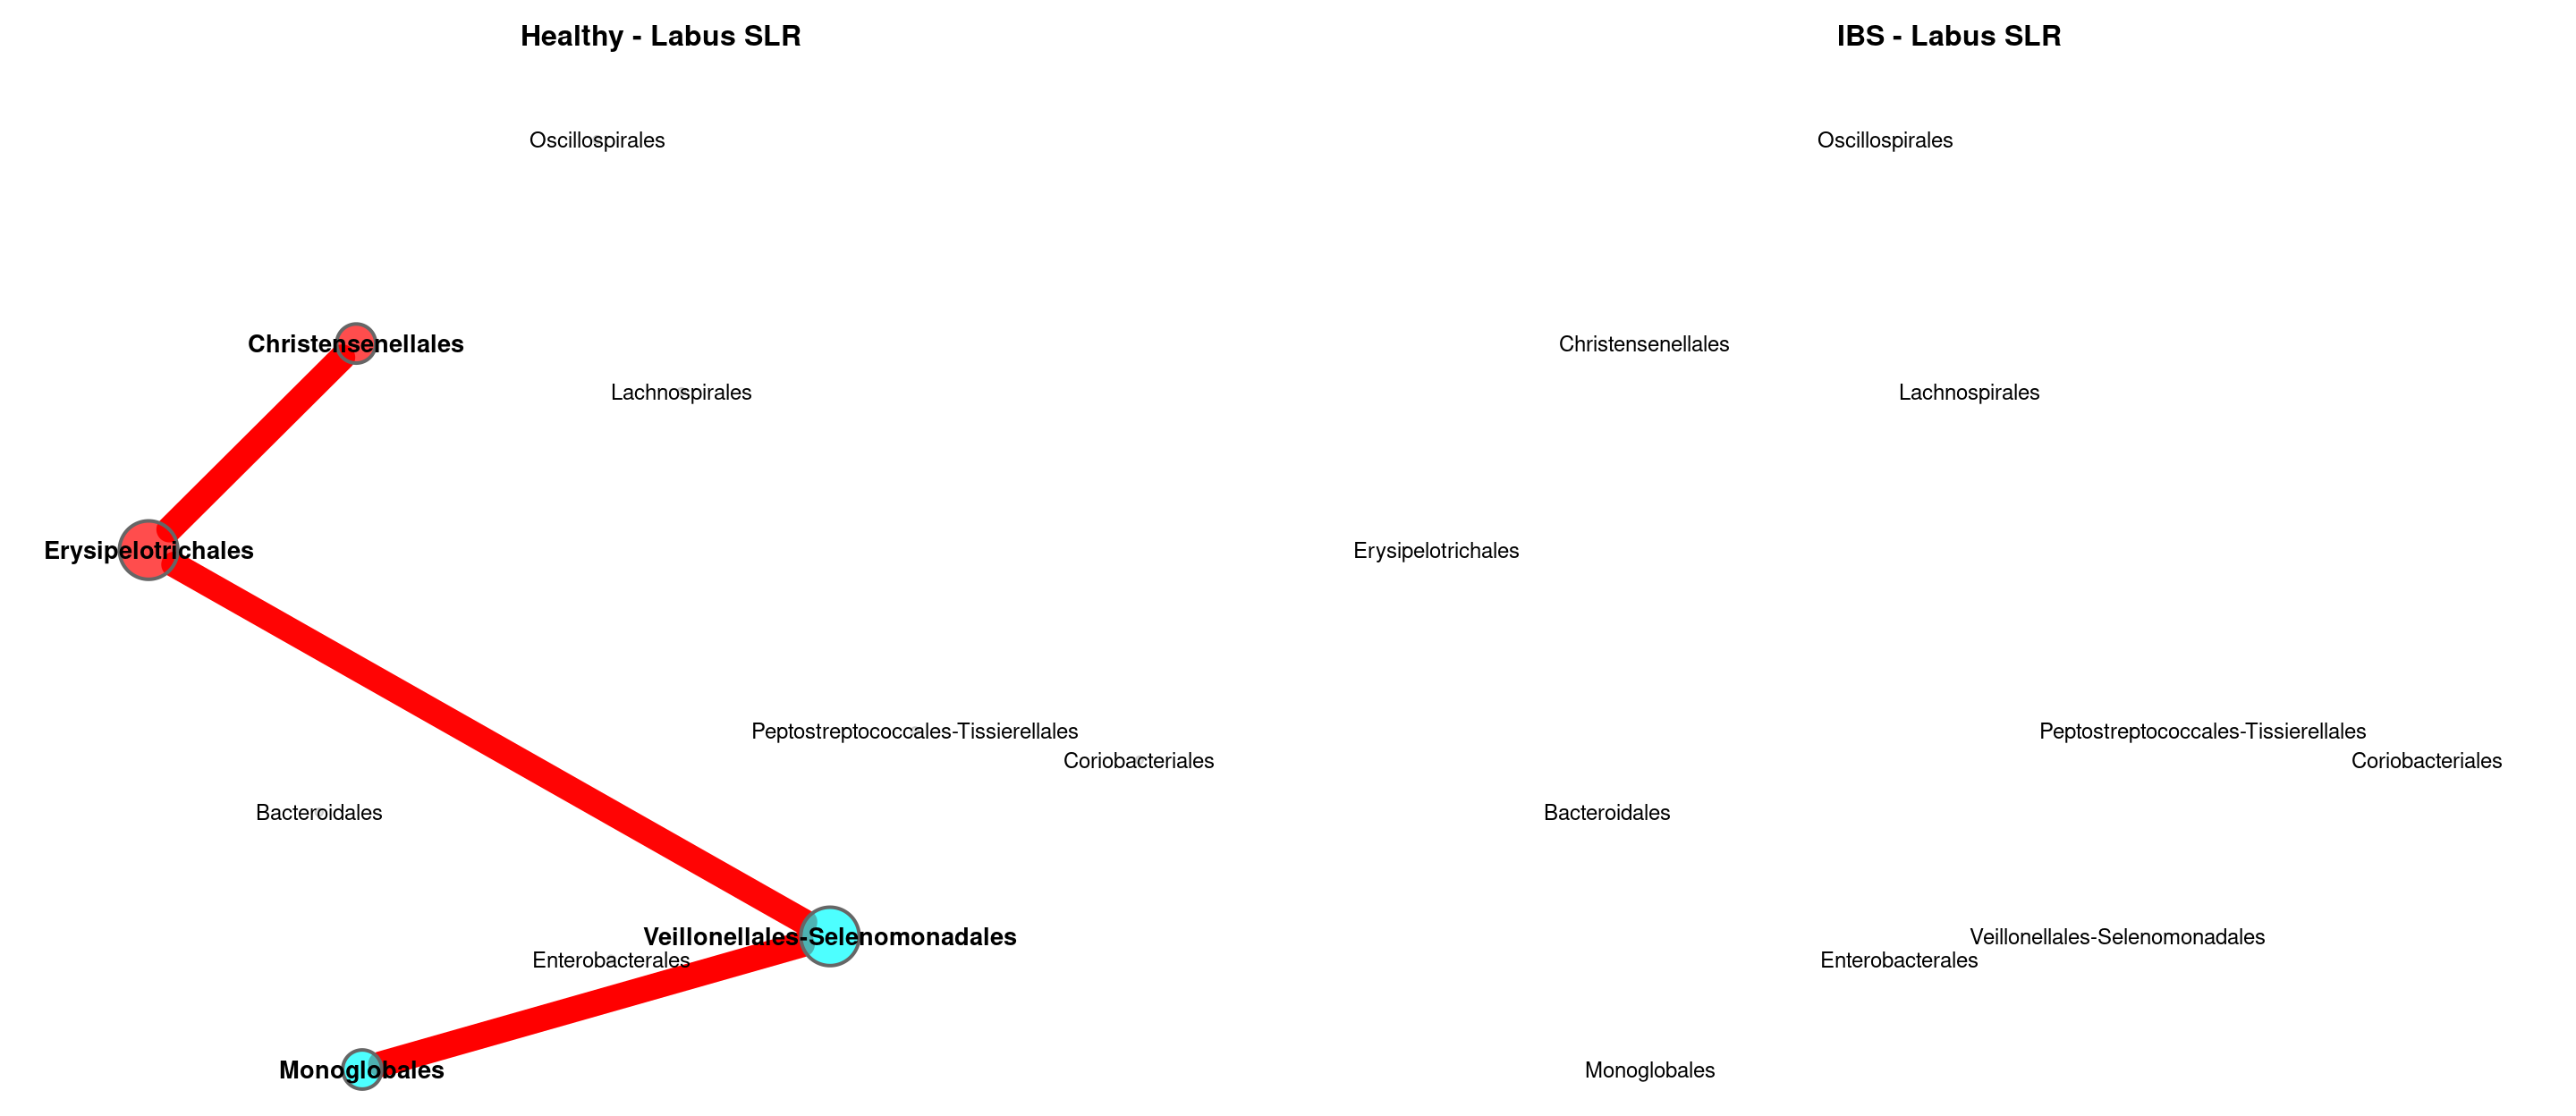 Healthy - Labus SLR
Oscillospirales
Christensenellales
Lachnospirales
Erysipelotrichales
Peptostreptococcales-Tissierellales
Coriobacteriales
Bacteroidales
Veillonellales-Selenomonadales
Enterobacterales
Monoglobales
IBS - Labus SLR
Oscillospirales
Christensenellales
Lachnospirales
Erysipelotrichales
Peptostreptococcales-Tissierellales
Coriobacteriales
Bacteroidales
Veillonellales-Selenomonadales
Enterobacterales
Monoglobales